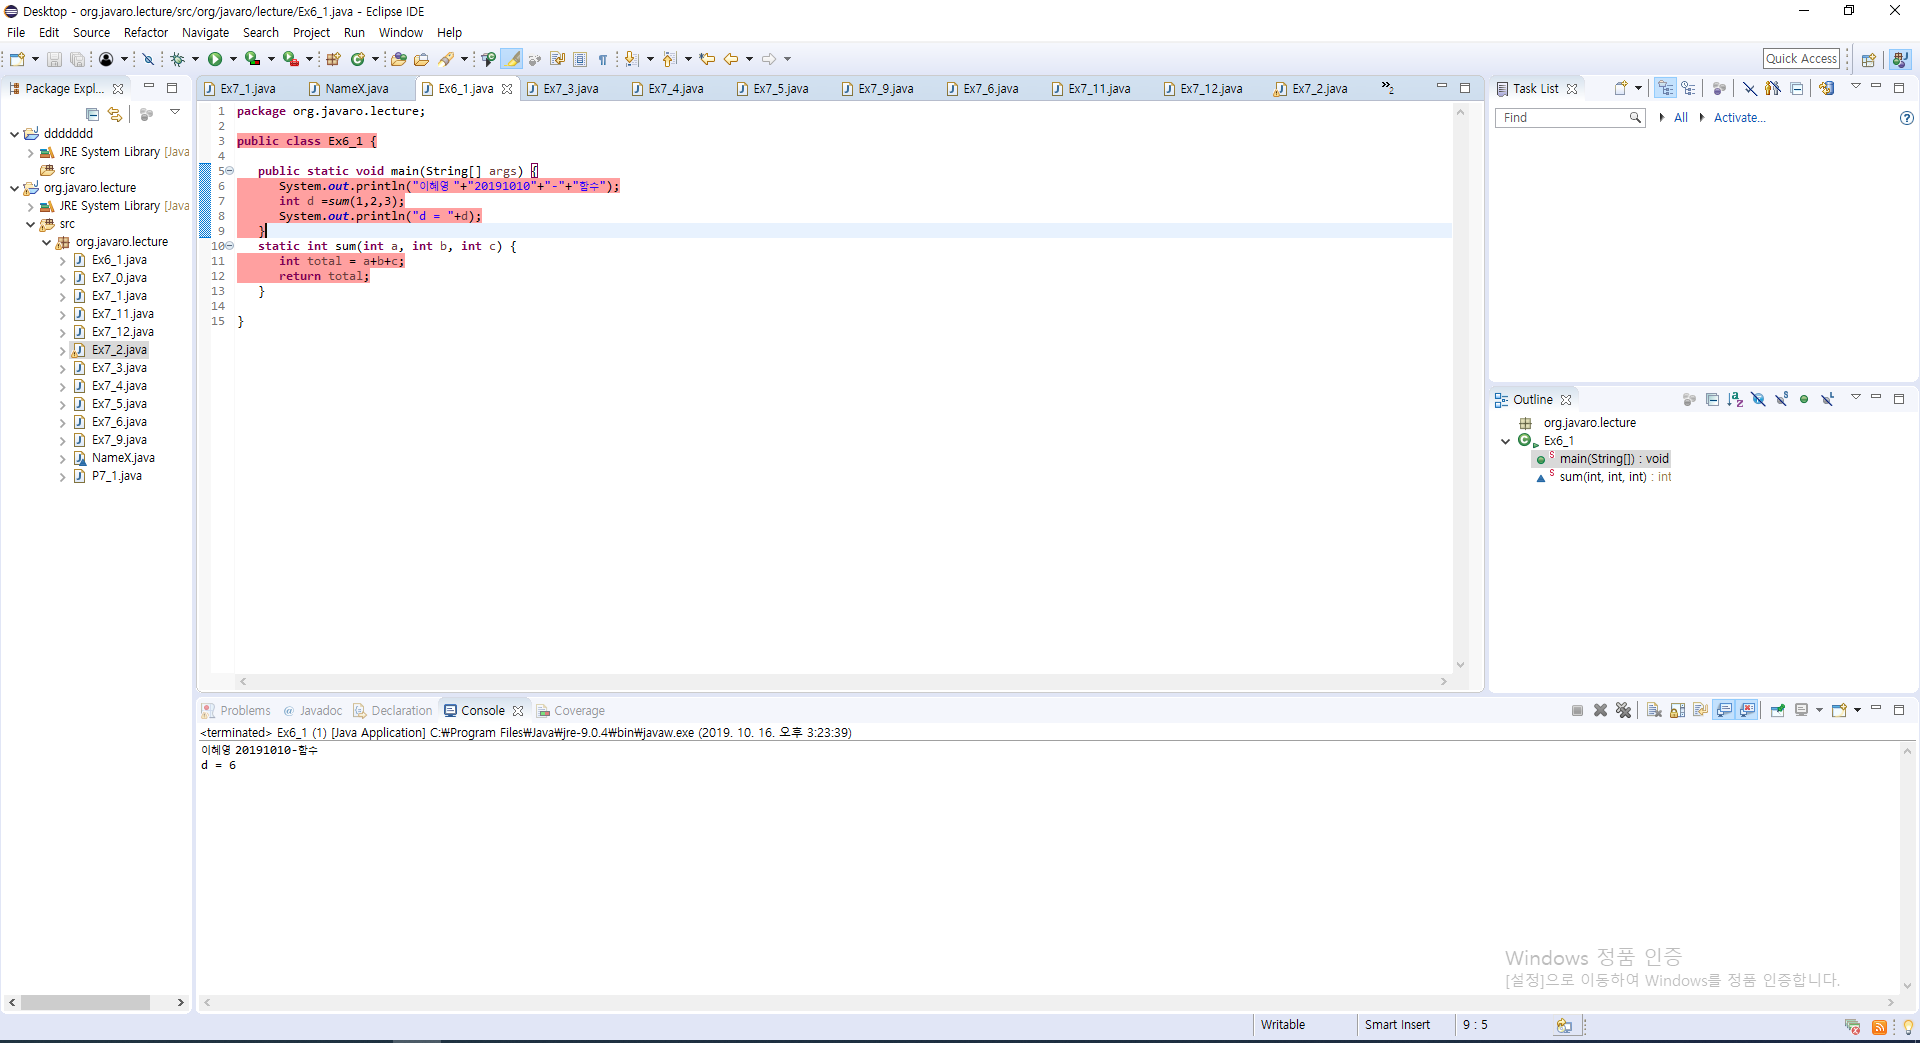 Desktop - org.javaro.lecture/src/org/javaro/lecture/Ex6_1.java - Eclipse IDE
File Edit Source Refactor Navigate Search Project Run Window Help
Quick Access
Package Expl...
ddddddd
JRE System Library [Java
src
org.javaro.lecture
JRE System Library [Java
src
org.javaro.lecture
Ex6_1.java
Ex7_0.java
Ex7_1.java
Ex7_11.java
Ex7_12.java
Ex7_2.java
Ex7_3.java
Ex7_4.java
Ex7_5.java
Ex7_6.java
Ex7_9.java
NameX.java
P7_1.java
Ex7_1.java NameX.java Ex6_1.java Ex7_3.java Ex7_4.java Ex7_5.java Ex7_9.java Ex7_6.java Ex7_11.java Ex7_12.java Ex7_2.java »2
1 package org.javaro.lecture;
2
3 public class Ex6_1 {
4
5 public static void main(String[] args) {
6 System.out.println("이혜영 "+"20191010"+"-"+"함수");
7 int d =sum(1,2,3);
8 System.out.println("d = "+d);
9 }
10 static int sum(int a, int b, int c) {
11 int total = a+b+c;
12 return total;
13 }
14
15 }
Task List
Find All Activate...
Outline
org.javaro.lecture
Ex6_1
main(String[]) : void
sum(int, int, int) : int
Problems @ Javadoc Declaration Console Coverage
<terminated> Ex6_1 (1) [Java Application] C:₩Program Files₩Java₩jre-9.0.4₩bin₩javaw.exe (2019. 10. 16. 오후 3:23:39)
이혜영 20191010-함수
d = 6
Windows 정품 인증
[설정]으로 이동하여 Windows를 정품 인증합니다.
Writable Smart Insert 9 : 5